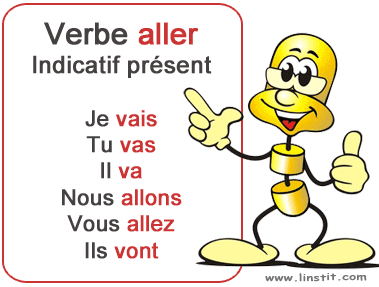 Verbe aller
Indicatif présent
Je vais
Tu vas
Il va
Nous allons
Vous allez
Ils vont
www.linstit.com